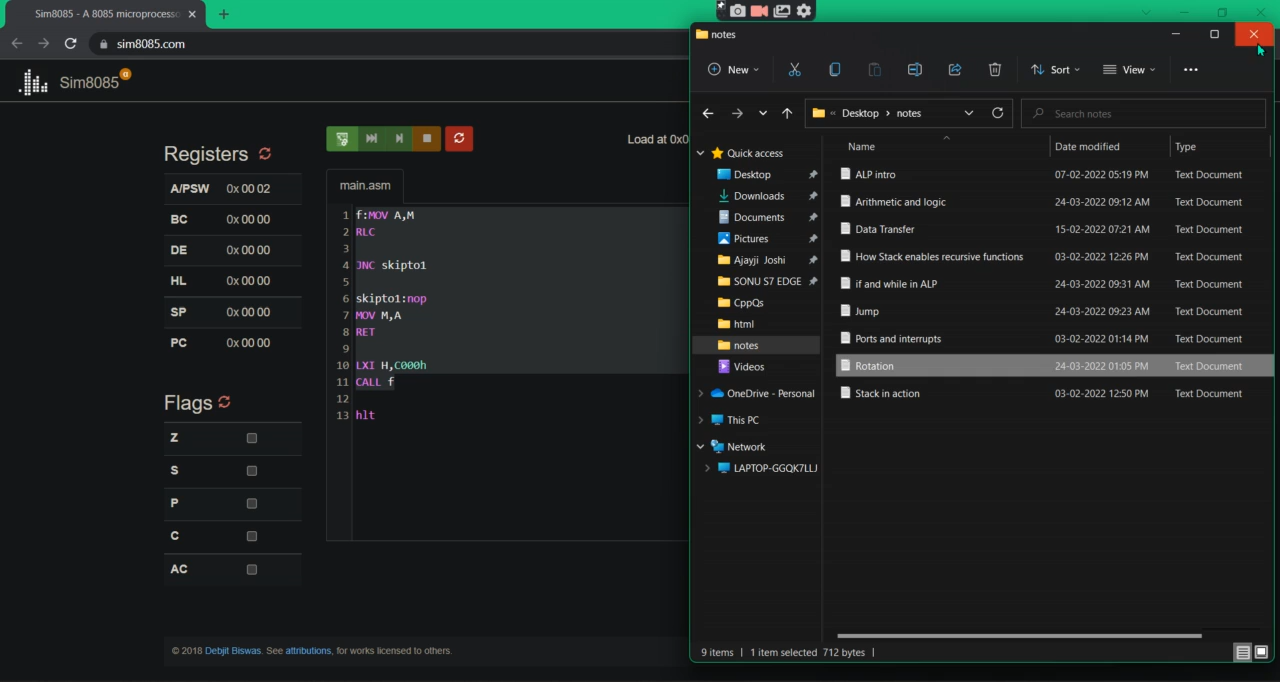 Sim8085 - A 8085 microprocesso
sim8085.com
Sim8085 α
Registers
A/PSW 0x 00 02
BC 0x 00 00
DE 0x 00 00
HL 0x 00 00
SP 0x 00 00
PC 0x 00 00
Flags
Z
S
P
C
AC
Load at 0x0
main.asm
1 f:MOV A,M
2 RLC
3
4 JNC skipto1
5
6 skipto1:nop
7 MOV M,A
8 RET
9
10 LXI H,C000h
11 CALL f
12
13 hlt
© 2018 Debjit Biswas. See attributions, for works licensed to others.
notes
New Sort View
« Desktop › notes Search notes
Quick access
Desktop
Downloads
Documents
Pictures
Ajayji Joshi
SONU S7 EDGE
CppQs
html
notes
Videos
OneDrive - Personal
This PC
Network
LAPTOP-GGQK7LLJ
Name Date modified Type
ALP intro 07-02-2022 05:19 PM Text Document
Arithmetic and logic 24-03-2022 09:12 AM Text Document
Data Transfer 15-02-2022 07:21 AM Text Document
How Stack enables recursive functions 03-02-2022 12:26 PM Text Document
if and while in ALP 24-03-2022 09:31 AM Text Document
Jump 24-03-2022 09:23 AM Text Document
Ports and interrupts 03-02-2022 01:14 PM Text Document
Rotation 24-03-2022 01:05 PM Text Document
Stack in action 03-02-2022 12:50 PM Text Document
9 items | 1 item selected 712 bytes |